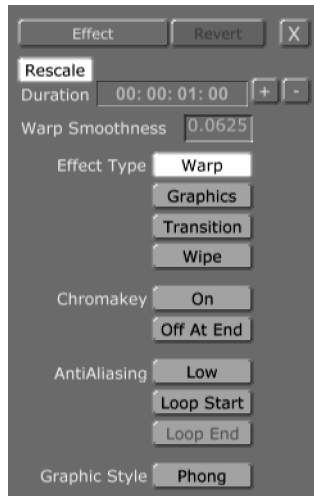 Effect Revert X
Rescale
Duration 00: 00: 01: 00 + -
Warp Smoothness 0.0625
Effect Type Warp
Graphics
Transition
Wipe
Chromakey On
Off At End
AntiAliasing Low
Loop Start
Loop End
Graphic Style Phong